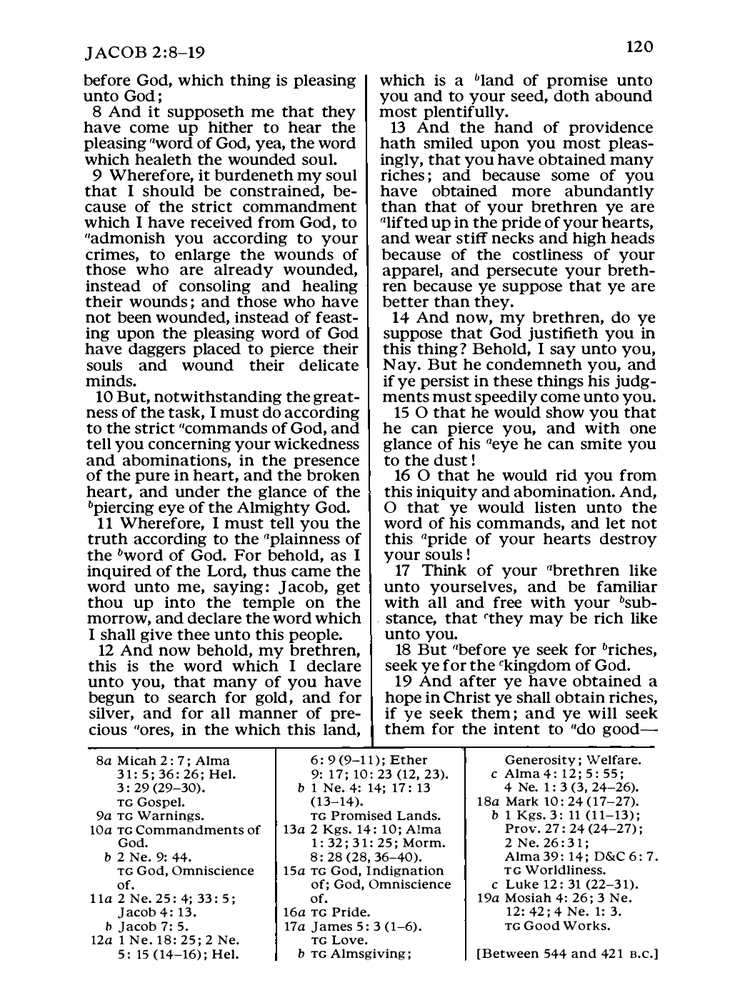 JACOB 2:8–19
120
before God, which thing is pleasing
unto God;
8 And it supposeth me that they
have come up hither to hear the
pleasing aword of God, yea, the word
which healeth the wounded soul.
9 Wherefore, it burdeneth my soul
that I should be constrained, be-
cause of the strict commandment
which I have received from God, to
aadmonish you according to your
crimes, to enlarge the wounds of
those who are already wounded,
instead of consoling and healing
their wounds; and those who have
not been wounded, instead of feast-
ing upon the pleasing word of God
have daggers placed to pierce their
souls and wound their delicate
minds.
10 But, notwithstanding the great-
ness of the task, I must do according
to the strict acommands of God, and
tell you concerning your wickedness
and abominations, in the presence
of the pure in heart, and the broken
heart, and under the glance of the
bpiercing eye of the Almighty God.
11 Wherefore, I must tell you the
truth according to the aplainness of
the bword of God. For behold, as I
inquired of the Lord, thus came the
word unto me, saying: Jacob, get
thou up into the temple on the
morrow, and declare the word which
I shall give thee unto this people.
12 And now behold, my brethren,
this is the word which I declare
unto you, that many of you have
begun to search for gold, and for
silver, and for all manner of pre-
cious aores, in the which this land,
which is a bland of promise unto
you and to your seed, doth abound
most plentifully.
13 And the hand of providence
hath smiled upon you most pleas-
ingly, that you have obtained many
riches; and because some of you
have obtained more abundantly
than that of your brethren ye are
alifted up in the pride of your hearts,
and wear stiff necks and high heads
because of the costliness of your
apparel, and persecute your breth-
ren because ye suppose that ye are
better than they.
14 And now, my brethren, do ye
suppose that God justifieth you in
this thing? Behold, I say unto you,
Nay. But he condemneth you, and
if ye persist in these things his judg-
ments must speedily come unto you.
15 O that he would show you that
he can pierce you, and with one
glance of his aeye he can smite you
to the dust!
16 O that he would rid you from
this iniquity and abomination. And,
O that ye would listen unto the
word of his commands, and let not
this apride of your hearts destroy
your souls!
17 Think of your abrethren like
unto yourselves, and be familiar
with all and free with your bsub-
stance, that cthey may be rich like
unto you.
18 But abefore ye seek for briches,
seek ye for the ckingdom of God.
19 And after ye have obtained a
hope in Christ ye shall obtain riches,
if ye seek them; and ye will seek
them for the intent to ado good—
8a Micah 2:7; Alma
31:5; 36:26; Hel.
3:29 (29–30).
TG Gospel.
9a TG Warnings.
10a TG Commandments of
God.
b 2 Ne. 9:44.
TG God, Omniscience
of.
11a 2 Ne. 25:4; 33:5;
Jacob 4:13.
b Jacob 7:5.
12a 1 Ne. 18:25; 2 Ne.
5:15 (14–16); Hel.
6:9 (9–11); Ether
9:17; 10:23 (12, 23).
b 1 Ne. 4:14; 17:13
(13–14).
TG Promised Lands.
13a 2 Kgs. 14:10; Alma
1:32; 31:25; Morm.
8:28 (28, 36–40).
15a TG God, Indignation
of; God, Omniscience
of.
16a TG Pride.
17a James 5:3 (1–6).
TG Love.
b TG Almsgiving;
Generosity; Welfare.
c Alma 4:12; 5:55;
4 Ne. 1:3 (3, 24–26).
18a Mark 10:24 (17–27).
b 1 Kgs. 3:11 (11–13);
Prov. 27:24 (24–27);
2 Ne. 26:31;
Alma 39:14; D&C 6:7.
TG Worldliness.
c Luke 12:31 (22–31).
19a Mosiah 4:26; 3 Ne.
12:42; 4 Ne. 1:3.
TG Good Works.
[Between 544 and 421 B.C.]